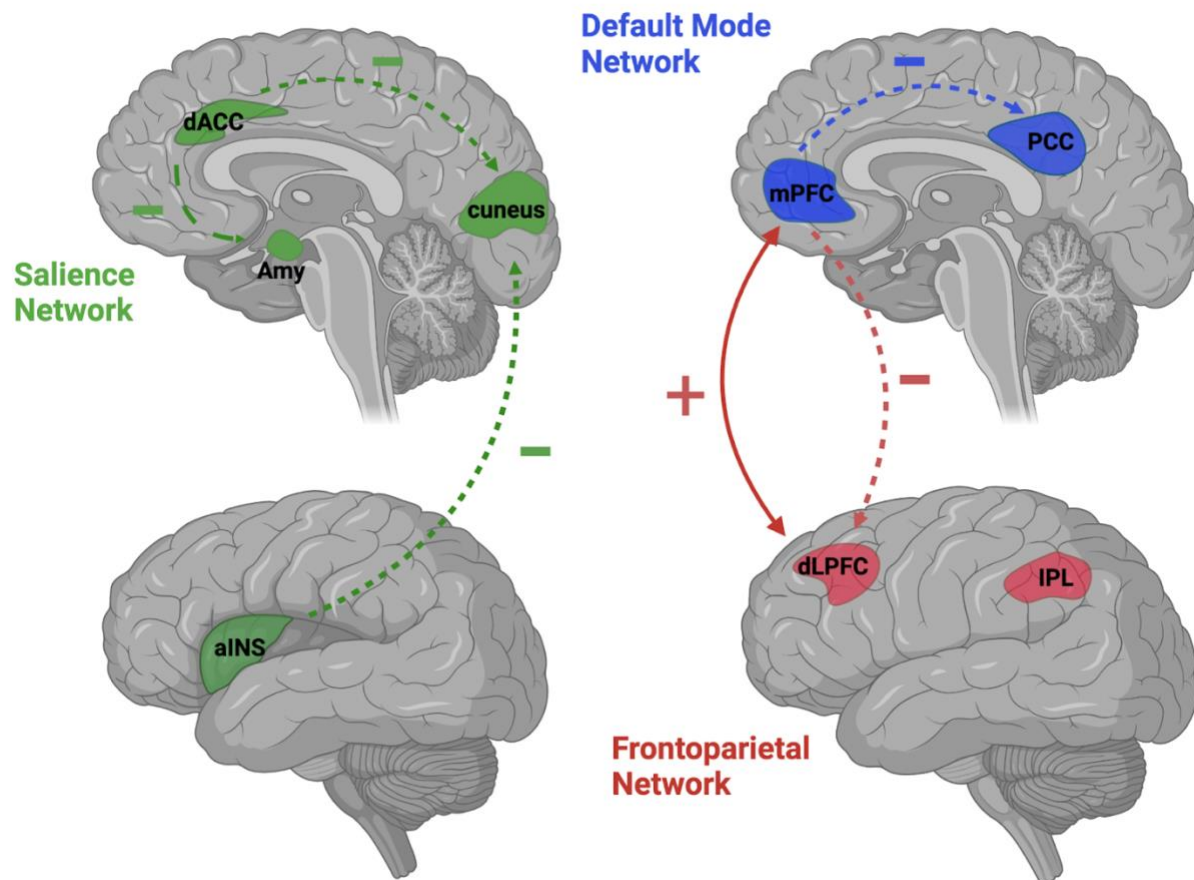 Default Mode
Network
−
−
dACC
PCC
mPFC
cuneus
−
Amy
Salience
Network
+
−
−
dLPFC
IPL
aINS
Frontoparietal
Network